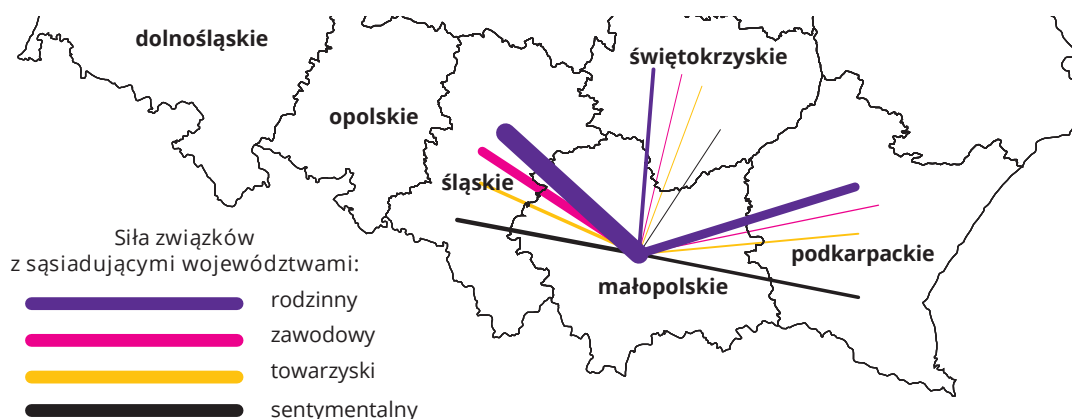 dolnośląskie
świętokrzyskie
opolskie
śląskie
podkarpackie
małopolskie
Siła związków
z sąsiadującymi województwami:
rodzinny
zawodowy
towarzyski
sentymentalny